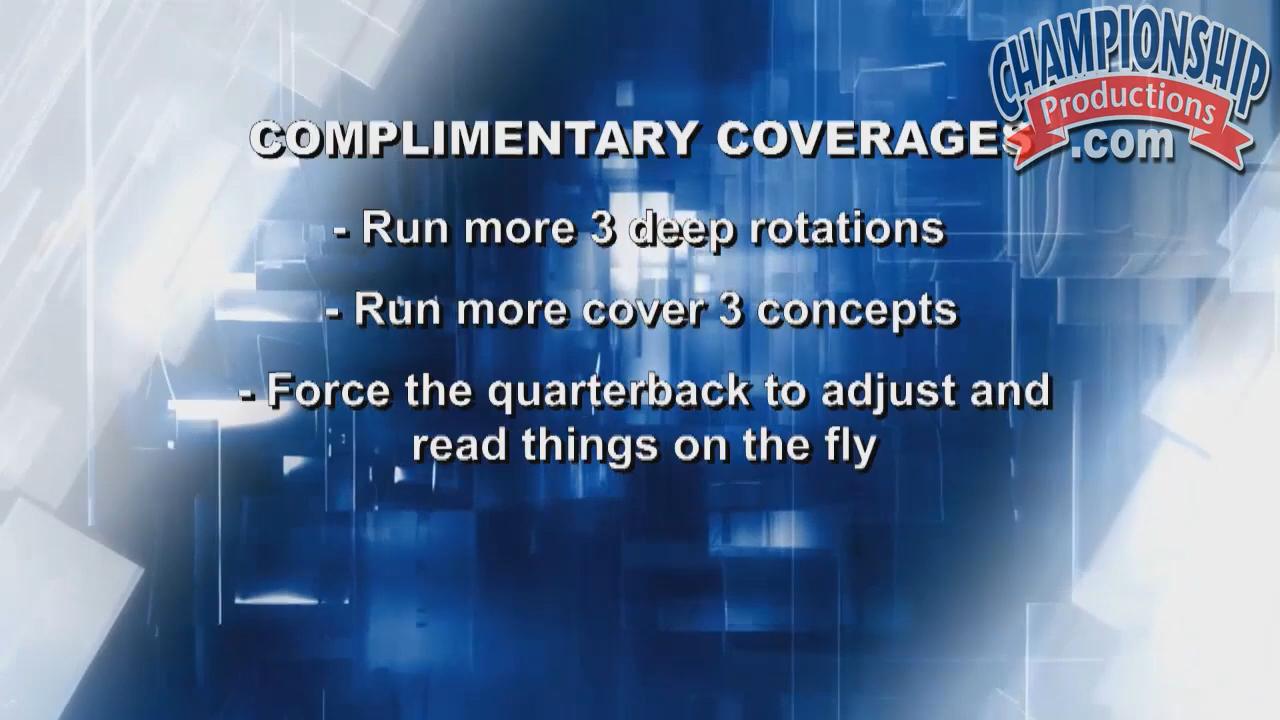 CHAMPIONSHIP
Productions
.com
COMPLIMENTARY COVERAGES
- Run more 3 deep rotations
- Run more cover 3 concepts
- Force the quarterback to adjust and
read things on the fly